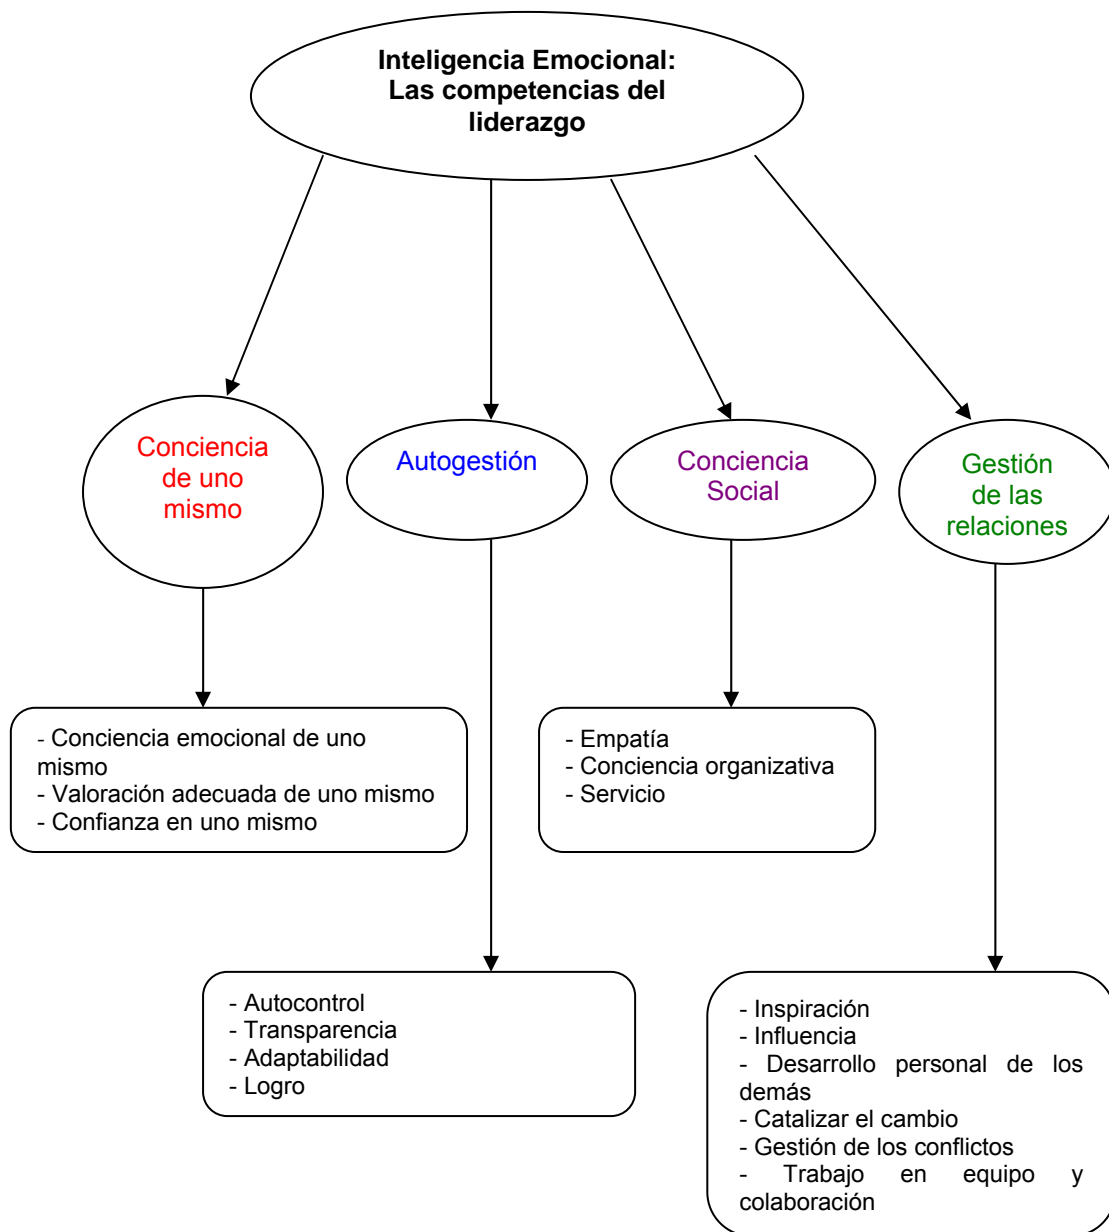 Inteligencia Emocional:
Las competencias del
liderazgo
Conciencia
de uno
mismo
Autogestión
Conciencia
Social
Gestión
de las
relaciones
- Conciencia emocional de uno
mismo
- Valoración adecuada de uno mismo
- Confianza en uno mismo
- Empatía
- Conciencia organizativa
- Servicio
- Autocontrol
- Transparencia
- Adaptabilidad
- Logro
- Inspiración
- Influencia
- Desarrollo personal de los
demás
- Catalizar el cambio
- Gestión de los conflictos
- Trabajo en equipo y
colaboración